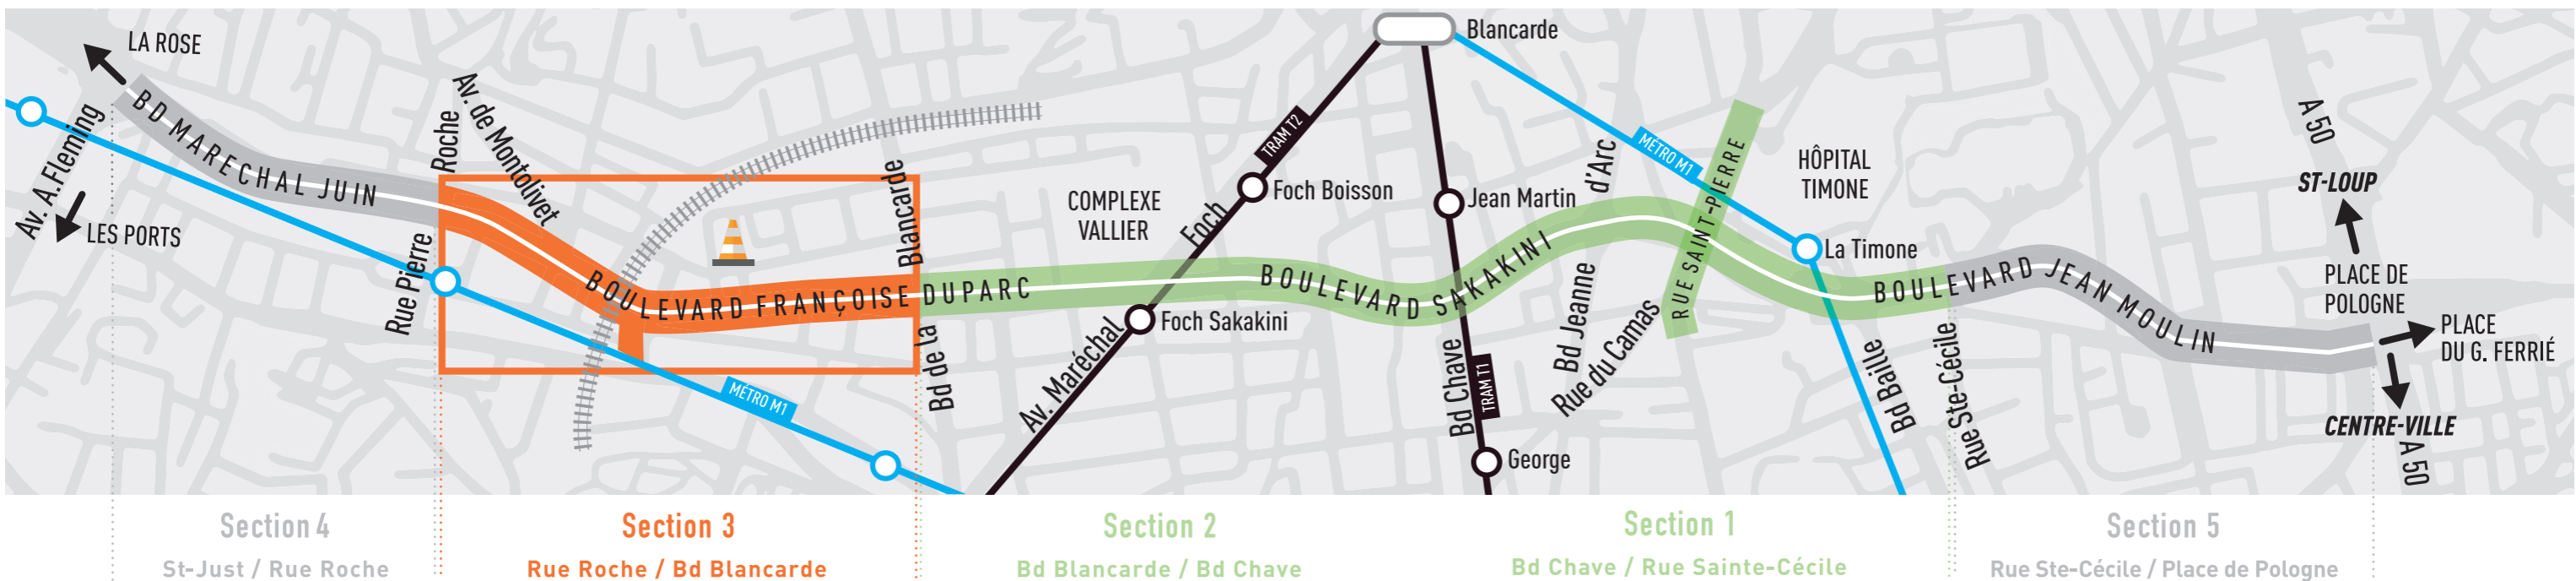 LA ROSE
BD MARECHAL JUIN
Av. A.Fleming
LES PORTS
Roche
Rue Pierre
Av. de Montolivet
BOULEVARD FRANÇOISE DUPARC
MÉTRO M1
Blancarde
Bd de la
COMPLEXE
VALLIER
Foch
Av. Maréchal
TRAM T2
Foch Boisson
Foch Sakakini
Blancarde
Jean Martin
BOULEVARD SAKAKINI
Bd Chave
TRAM T1
George
d'Arc
Bd Jeanne
Rue du Camas
MÉTRO M1
RUE SAINT-PIERRE
HÔPITAL
TIMONE
La Timone
BOULEVARD JEAN MOULIN
Bd Baille
Rue Ste-Cécile
A 50
ST-LOUP
PLACE DE
POLOGNE
PLACE
DU G. FERRIÉ
CENTRE-VILLE
A 50
Section 4
St-Just / Rue Roche
Section 3
Rue Roche / Bd Blancarde
Section 2
Bd Blancarde / Bd Chave
Section 1
Bd Chave / Rue Sainte-Cécile
Section 5
Rue Ste-Cécile / Place de Pologne